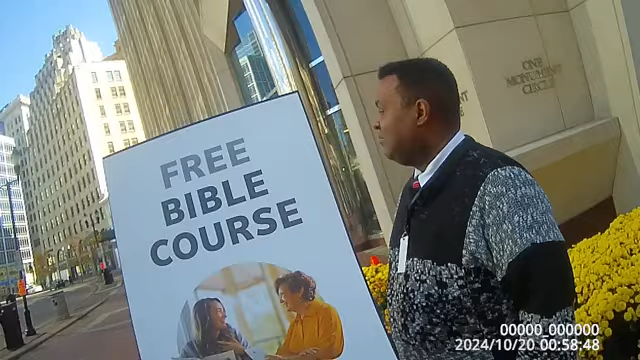 FREE
BIBLE
COURSE
ONE
MONUMENT
CIRCLE
00000_000000
2024/10/20 00:58:48